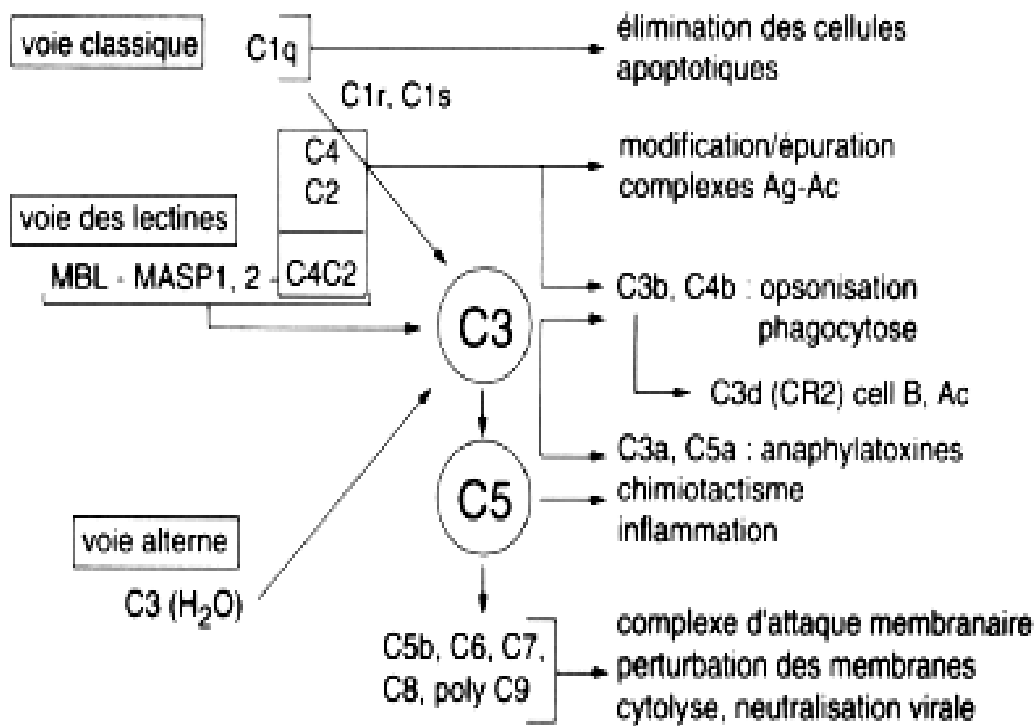 voie classique
C1q
élimination des cellules
apoptotiques
C1r, C1s
C4
C2
modification/épuration
complexes Ag-Ac
voie des lectines
MBL - MASP1, 2 - C4C2
C3
C3b, C4b : opsonisation
phagocytose
C3d (CR2) cell B, Ac
C3a, C5a : anaphylatoxines
chimiotactisme
inflammation
C5
voie alterne
C3 (H₂O)
C5b, C6, C7,
C8, poly C9
complexe d'attaque membranaire
perturbation des membranes
cytolyse, neutralisation virale